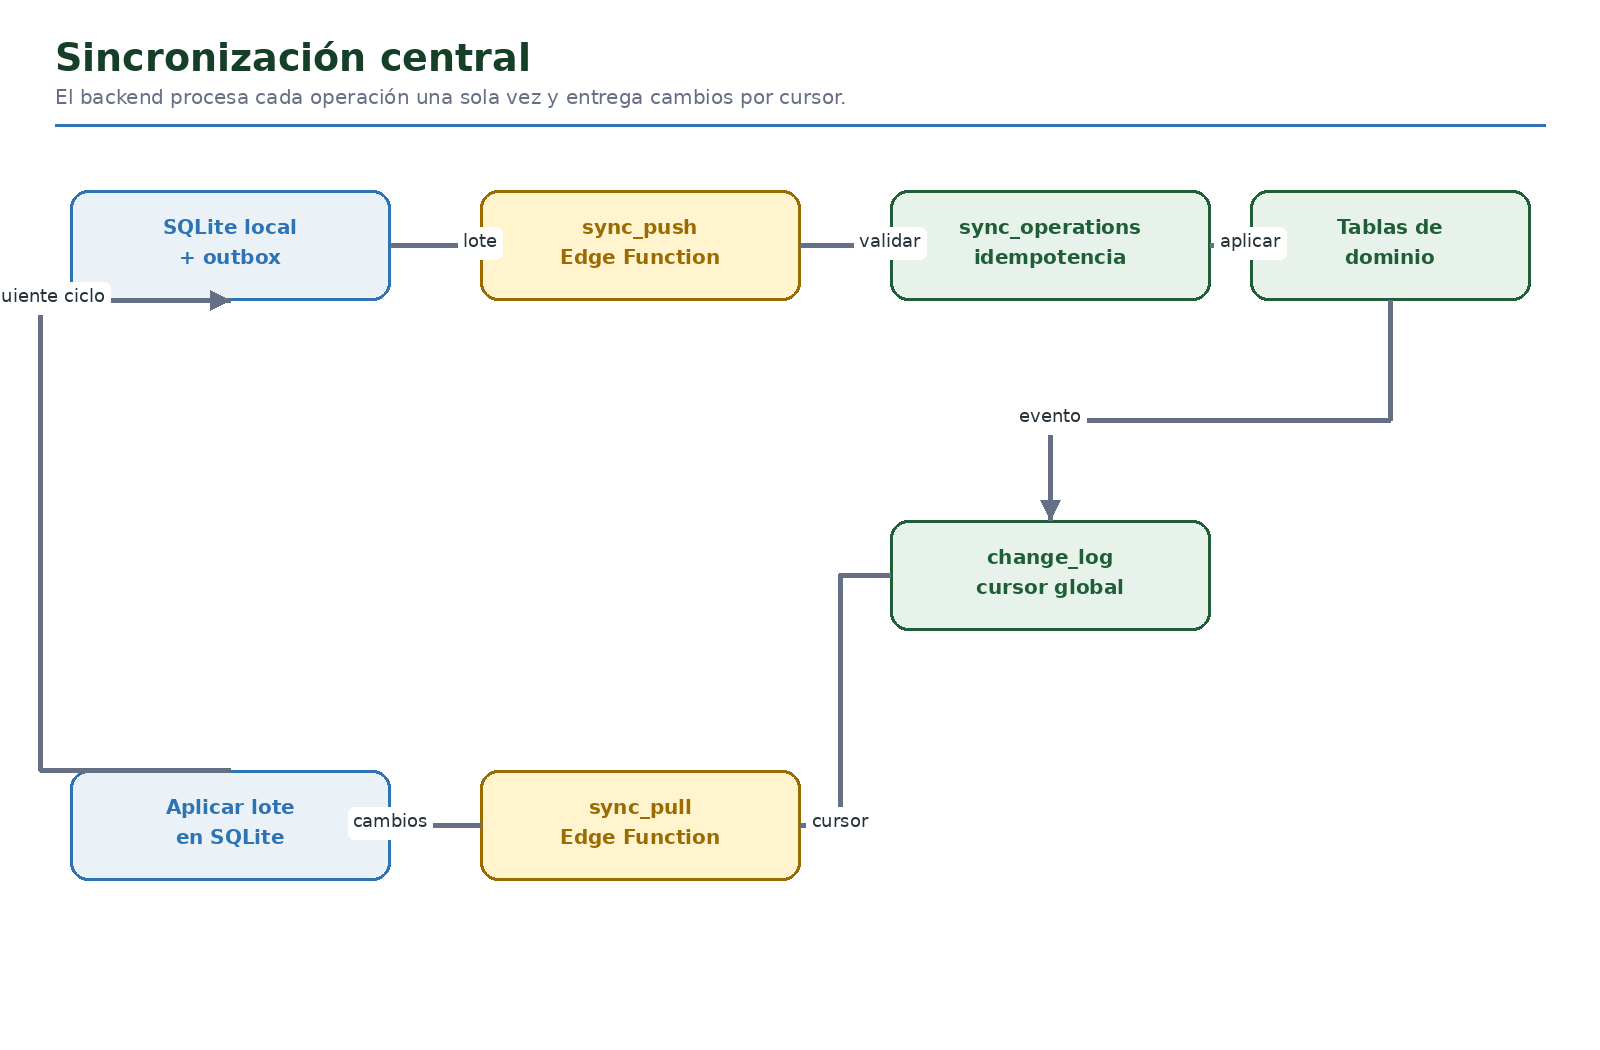 Sincronización central
El backend procesa cada operación una sola vez y entrega cambios por cursor.
SQLite local
+ outbox
lote
sync_push
Edge Function
validar
sync_operations
idempotencia
aplicar
Tablas de
dominio
uiente ciclo
evento
change_log
cursor global
Aplicar lote
en SQLite
cambios
sync_pull
Edge Function
cursor